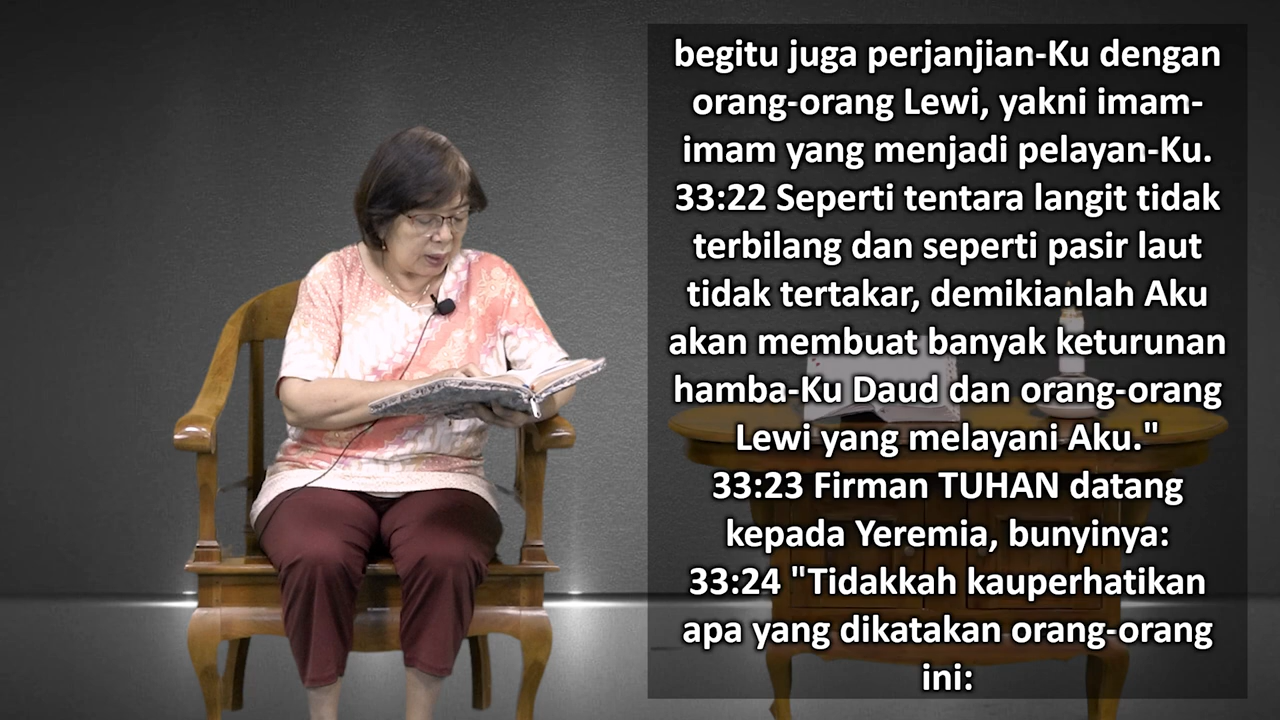 begitu juga perjanjian-Ku dengan
orang-orang Lewi, yakni imam-
imam yang menjadi pelayan-Ku.
33:22 Seperti tentara langit tidak
terbilang dan seperti pasir laut
tidak tertakar, demikianlah Aku
akan membuat banyak keturunan
hamba-Ku Daud dan orang-orang
Lewi yang melayani Aku."
33:23 Firman TUHAN datang
kepada Yeremia, bunyinya:
33:24 "Tidakkah kauperhatikan
apa yang dikatakan orang-orang
ini: